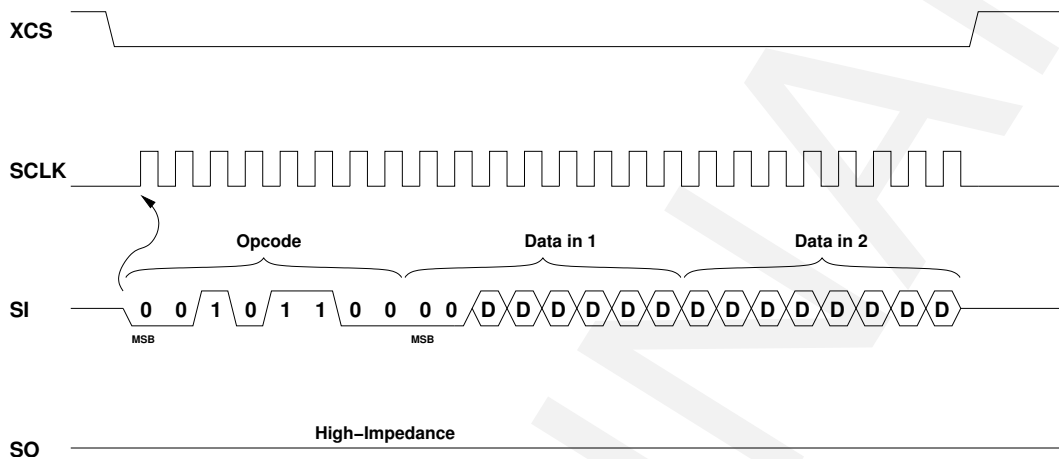 XCS
SCLK
Opcode Data in 1 Data in 2
SI 0 0 1 0 1 1 0 0 0 0 D D D D D D D D D D D D D D
MSB MSB
High-Impedance
SO